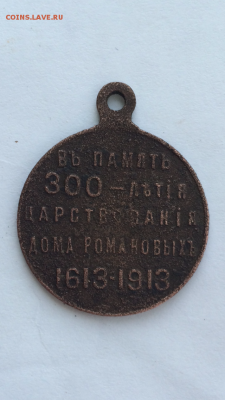 COINS.LAVE.RU
ВЪ ПАМЯТЬ
300-ЛѢТІЯ
ЦАРСТВОВАНІЯ
ДОМА РОМАНОВЫХЪ
1613-1913